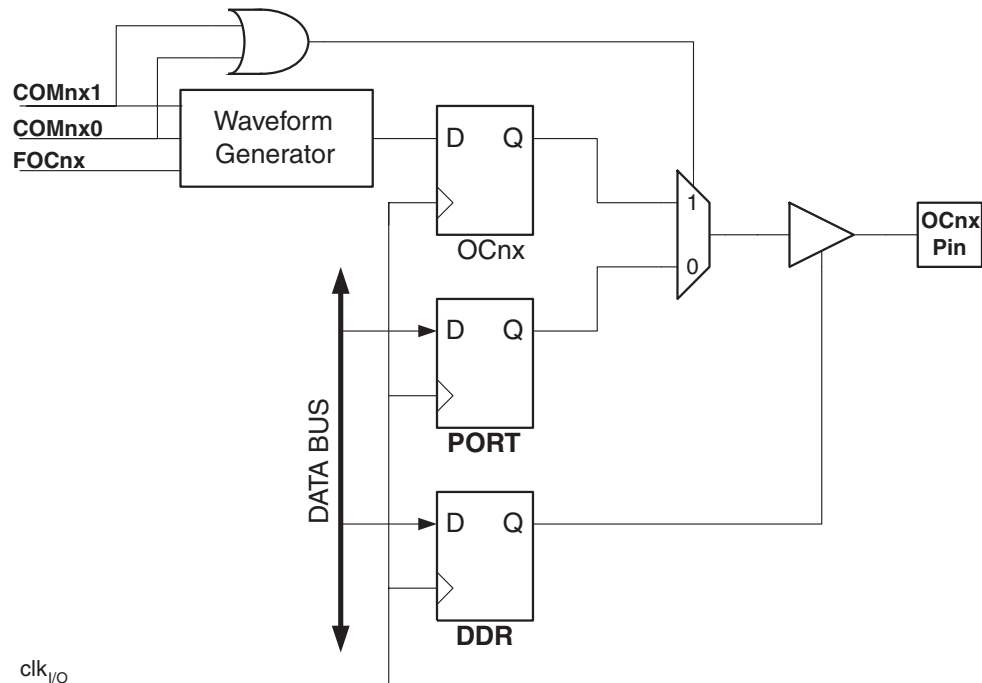 COMnx1
COMnx0
FOCnx
Waveform
Generator
D Q
OCnx
1
0
OCnx
Pin
D Q
PORT
DATA BUS
D Q
DDR
clkI/O